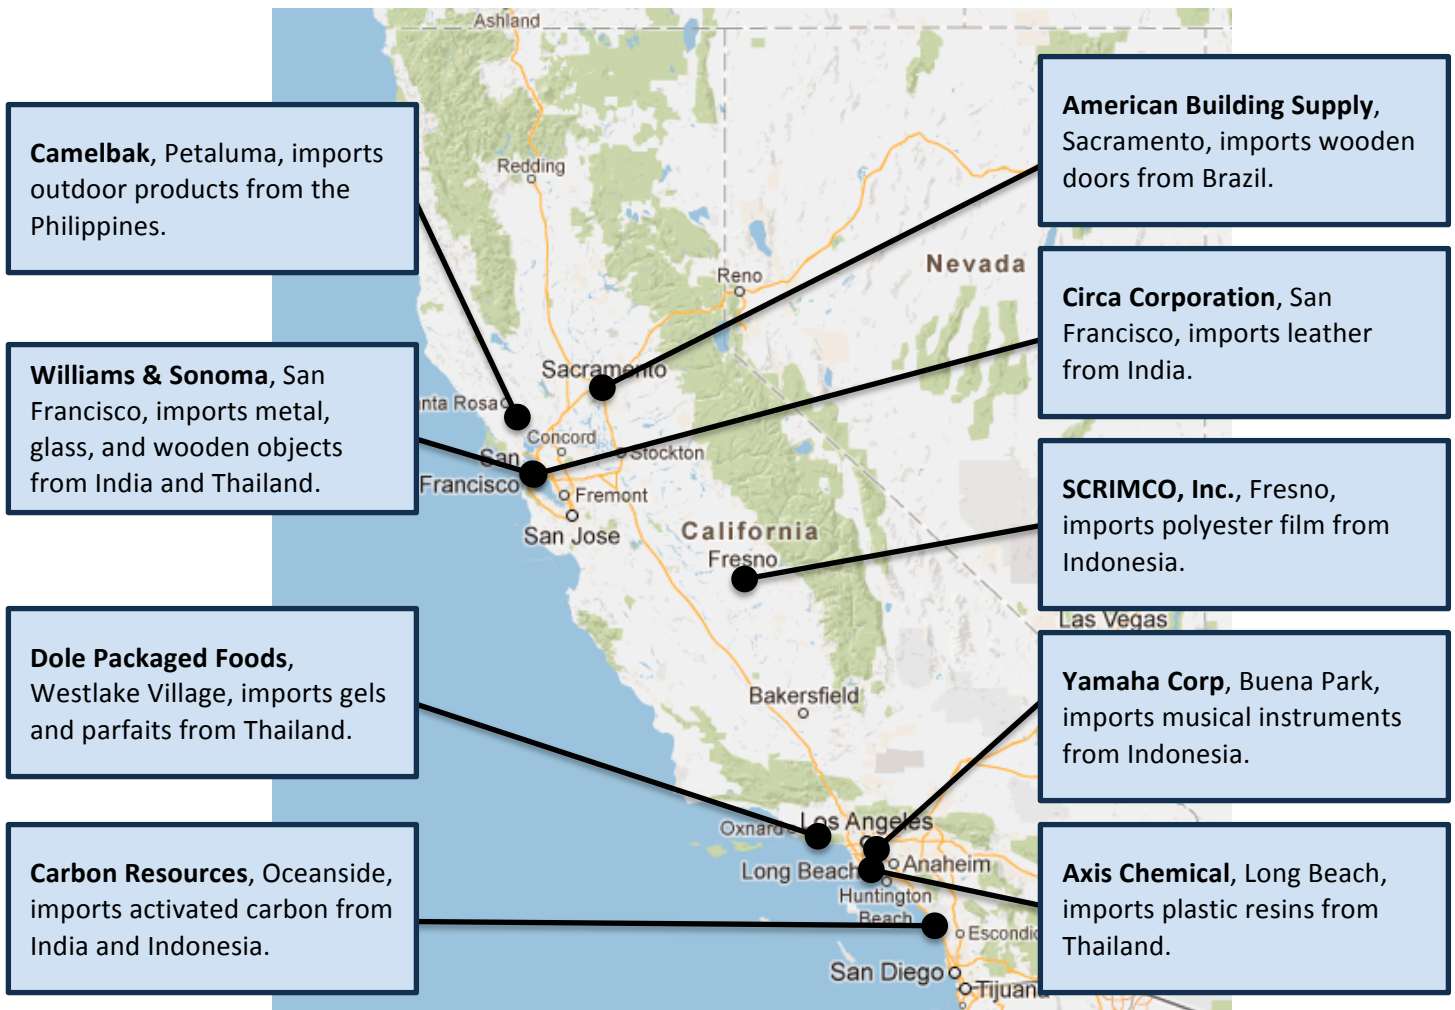 Ashland
Camelbak, Petaluma, imports
outdoor products from the
Philippines.
American Building Supply,
Sacramento, imports wooden
doors from Brazil.
Redding
Reno
Nevada
Williams & Sonoma, San
Francisco, imports metal,
glass, and wooden objects
from India and Thailand.
Circa Corporation, San
Francisco, imports leather
from India.
Sacramento
nta Rosa
Concord
Stockton
San
Francisco
Fremont
San Jose
California
Fresno
SCRIMCO, Inc., Fresno,
imports polyester film from
Indonesia.
Las Vegas
Dole Packaged Foods,
Westlake Village, imports gels
and parfaits from Thailand.
Yamaha Corp, Buena Park,
imports musical instruments
from Indonesia.
Bakersfield
Oxnard
Los Angeles
Long Beach
Anaheim
Huntington
Beach
Carbon Resources, Oceanside,
imports activated carbon from
India and Indonesia.
Axis Chemical, Long Beach,
imports plastic resins from
Thailand.
Escondid
San Diego
Tijuana